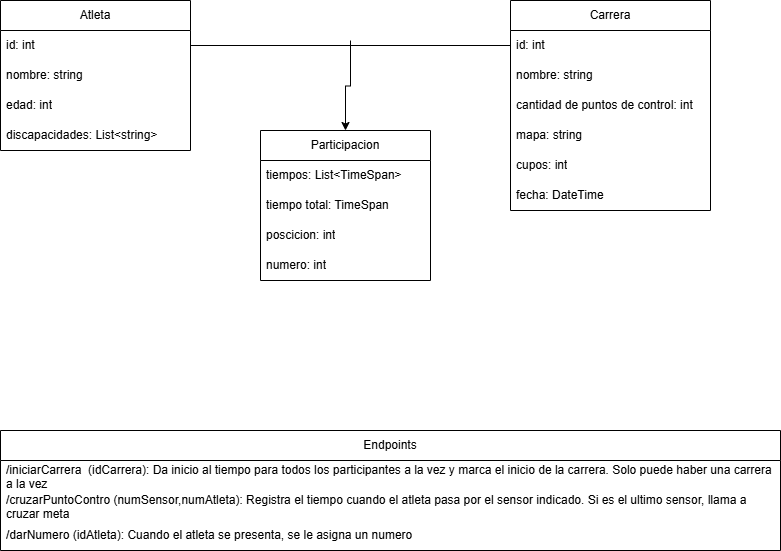 Atleta
id: int
nombre: string
edad: int
discapacidades: List<string>
Carrera
id: int
nombre: string
cantidad de puntos de control: int
mapa: string
cupos: int
fecha: DateTime
Participacion
tiempos: List<TimeSpan>
tiempo total: TimeSpan
poscicion: int
numero: int
Endpoints
/iniciarCarrera  (idCarrera): Da inicio al tiempo para todos los participantes a la vez y marca el inicio de la carrera. Solo puede haber una carrera
a la vez
/cruzarPuntoContro (numSensor,numAtleta): Registra el tiempo cuando el atleta pasa por el sensor indicado. Si es el ultimo sensor, llama a
cruzar meta
/darNumero (idAtleta): Cuando el atleta se presenta, se le asigna un numero